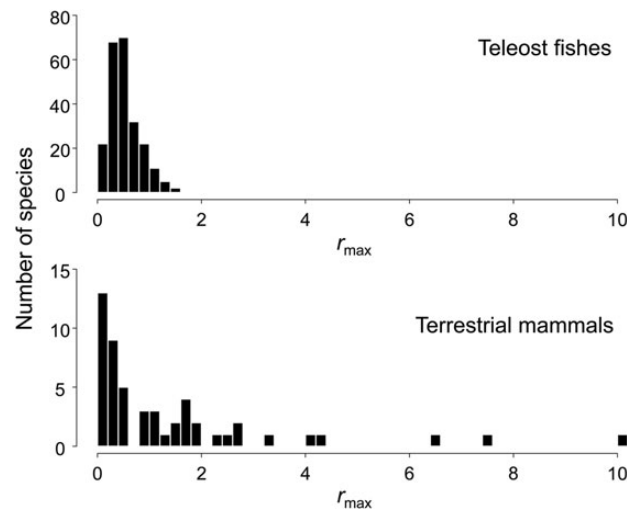 80
60
40
20
0
Teleost fishes
0 2 4 6 8 10
rmax
Number of species
15
10
5
0
Terrestrial mammals
0 2 4 6 8 10
rmax